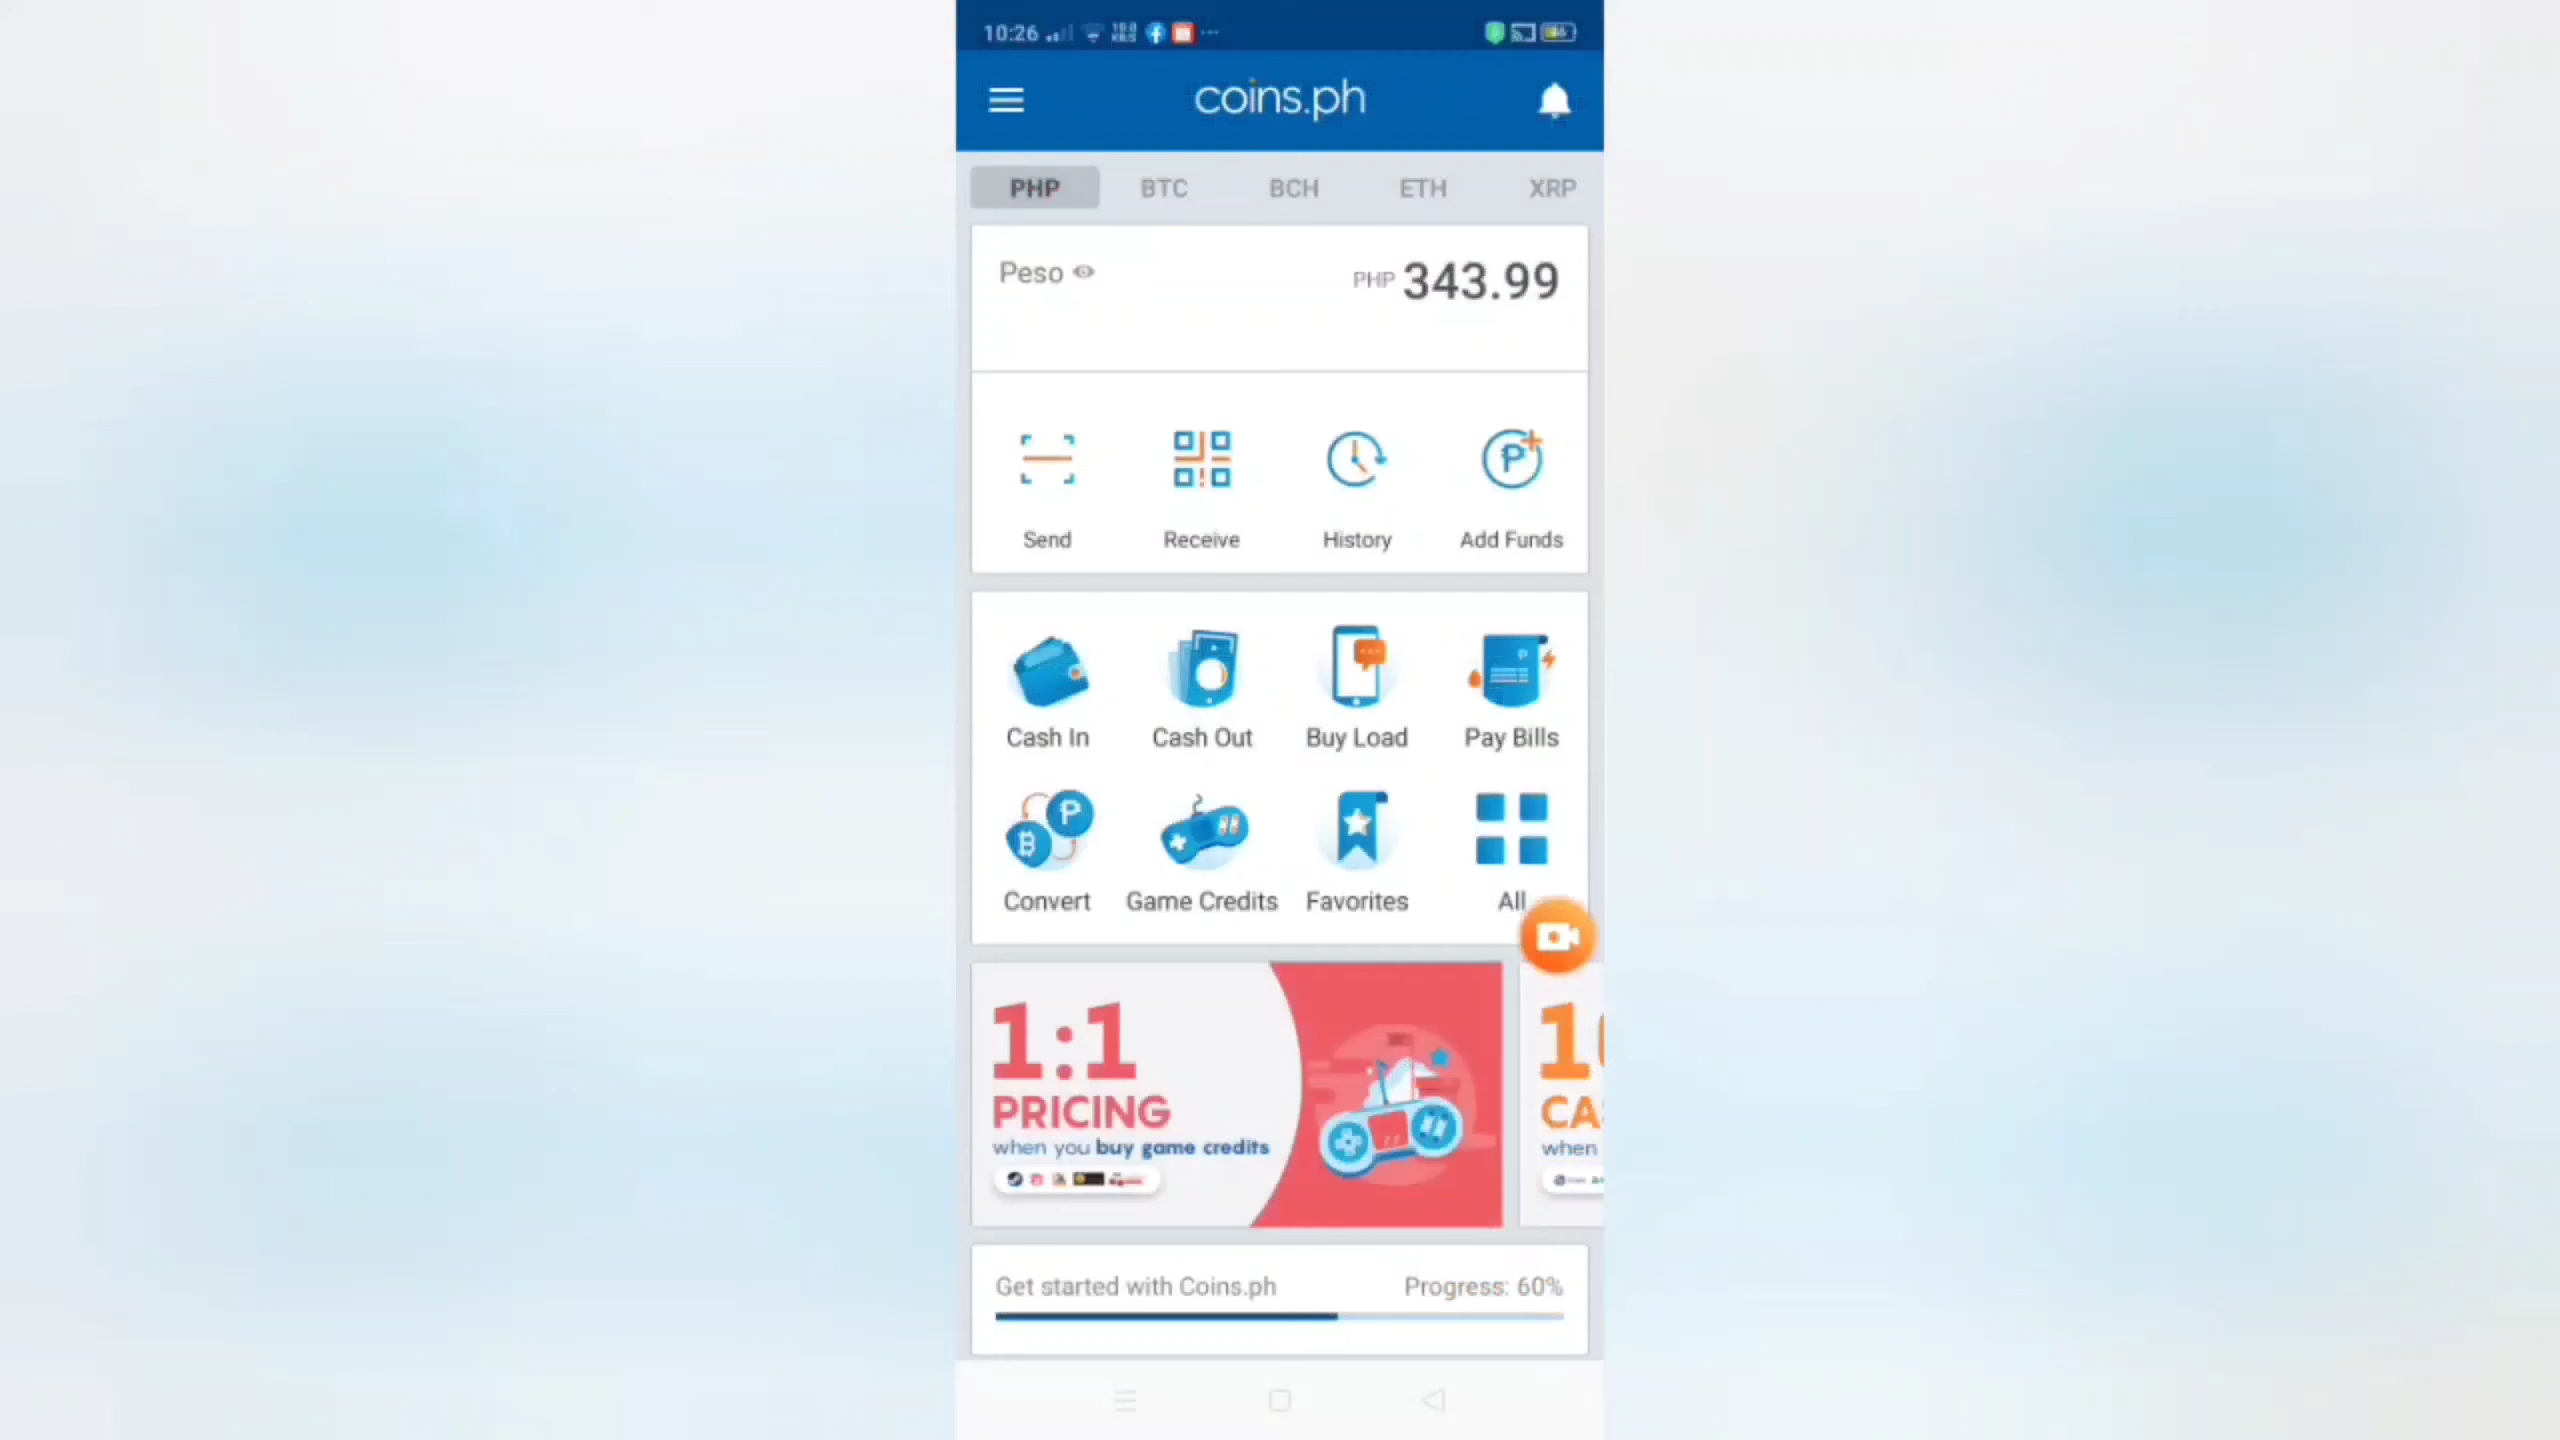 10:26
coins.ph
PHP BTC BCH ETH XRP
Peso PHP 343.99
Send Receive History Add Funds
Cash In Cash Out Buy Load Pay Bills
Convert Game Credits Favorites All
1:1
PRICING
when you buy game credits
CA
when
Get started with Coins.ph Progress: 60%